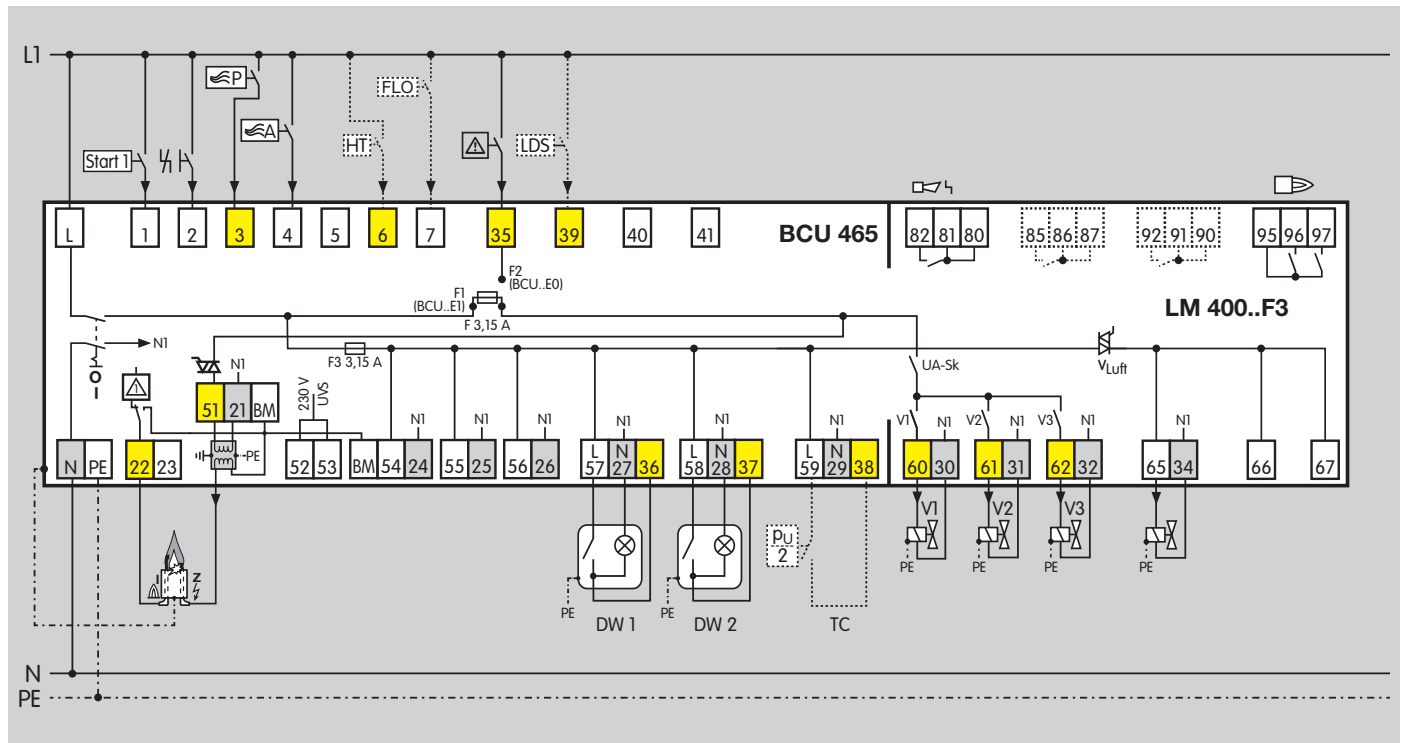 L1
P
A
FLO
HT
LDS
Start 1
L 1 2 3 4 5 6 7 35 39 40 41
BCU 465
82 81 80
85 86 87
92 91 90
95 96 97
F2
(BCU..E0)
F1
(BCU..E1)
F 3,15 A
LM 400..F3
N1
O
I
F3 3,15 A
UA-Sk
VLuft
N1
51 21 BM
230 V
UVS
N1 N1 N1 N1 N1 N1
V1 N1 V2 N1 V3 N1 N1
PE
N PE 22 23 52 53 BM 54 24 55 25 56 26
L N
57 27 36
L N
58 28 37
L N
59 29 38
60 30 61 31 62 32 65 34 66 67
V1 V2 V3
PE PE PE PE
pU
2
I Z
PE DW 1
PE DW 2
TC
N
PE